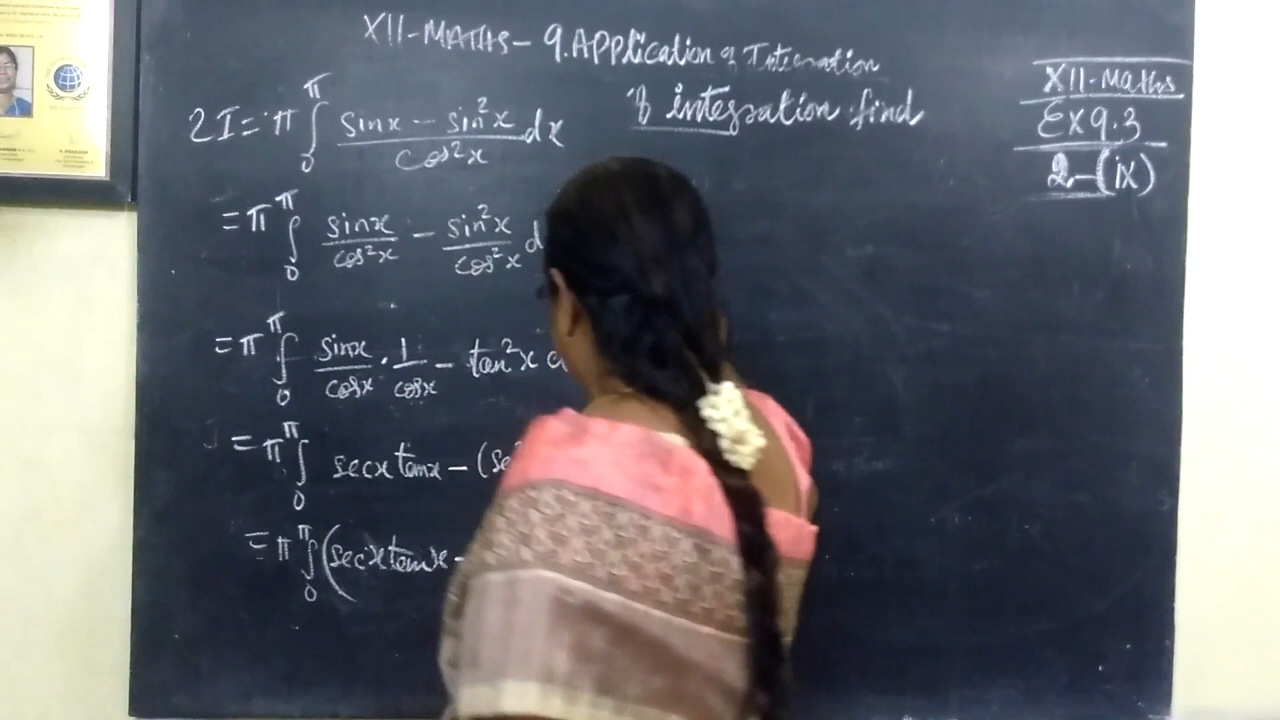 XII-MATHS - 9.APPlication of Integration
of integration find
XII-Maths
EX 9.3
2-(ix)
2I = π ∫₀^π (sinx - sin²x)/(cos²x) dx
= π ∫₀^π sinx/cos²x - sin²x/cos²x d
= π ∫₀^π sinx/cosx . 1/cosx - tan²x d
= π ∫₀^π secx tanx - (se
= π ∫₀^π (secx tanx -